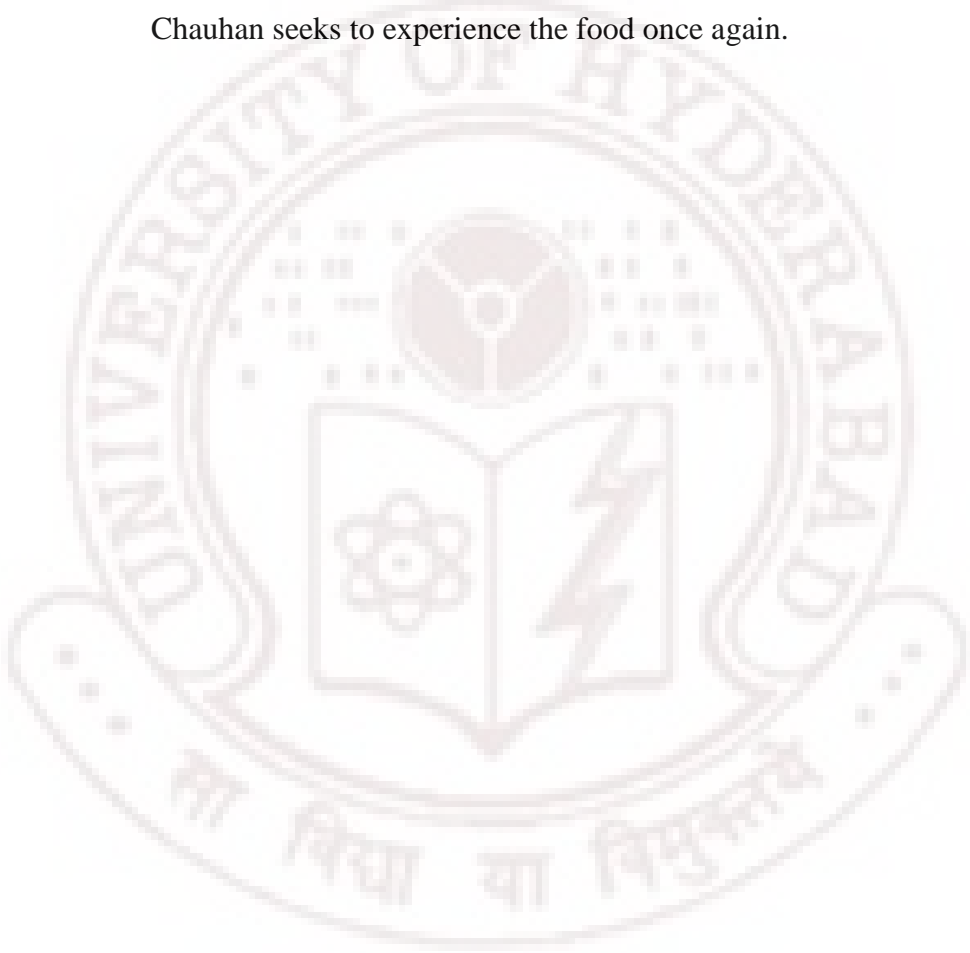 Chauhan seeks to experience the food once again.
UNIVERSITY OF HYDERABAD
सा विद्या या विमुक्तये